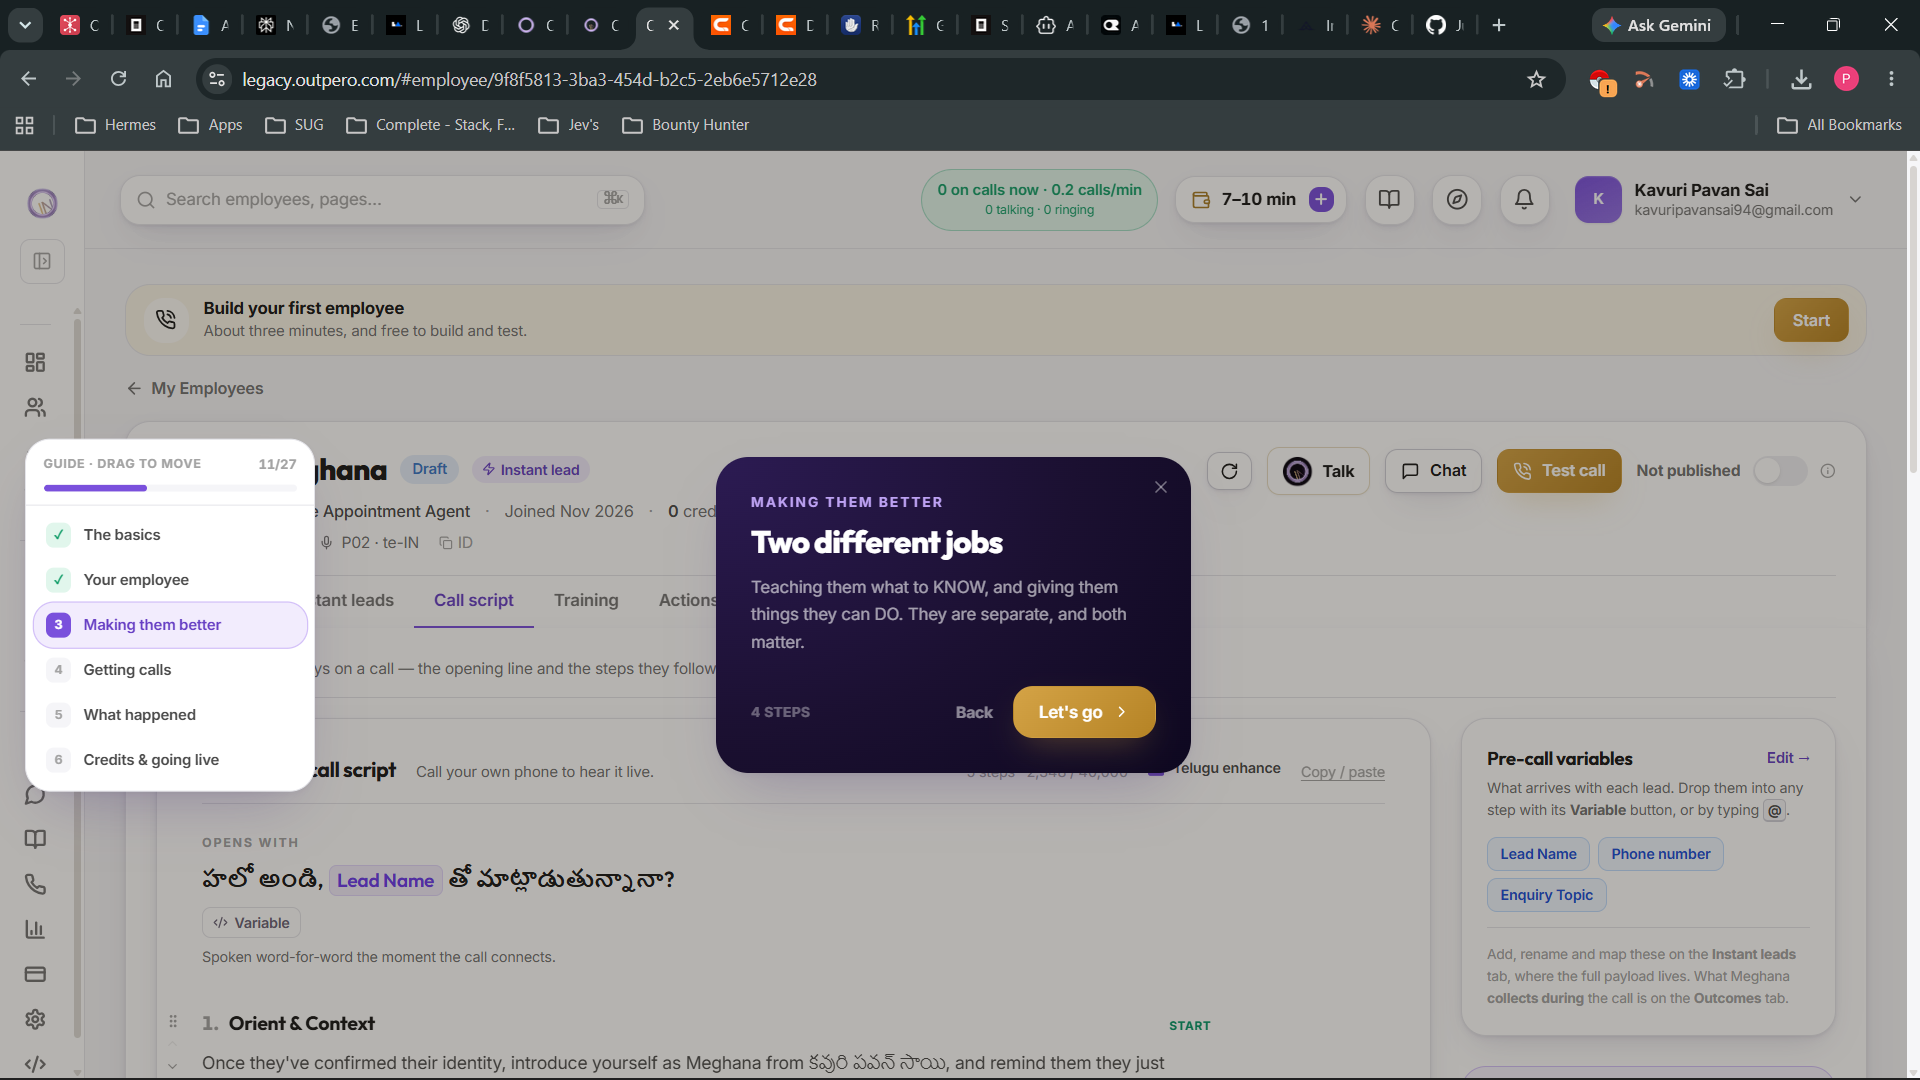 Ask Gemini
legacy.outpero.com/#employee/9f8f5813-3ba3-454d-b2c5-2eb6e5712e28
Hermes
Apps
SUG
Complete - Stack, F...
Jev's
Bounty Hunter
All Bookmarks
Search employees, pages...
⌘K
0 on calls now · 0.2 calls/min
0 talking · 0 ringing
7–10 min
K
Kavuri Pavan Sai
kavuripavansai94@gmail.com
Build your first employee
About three minutes, and free to build and test.
Start
My Employees
GUIDE · DRAG TO MOVE
11/27
The basics
Your employee
3 Making them better
4 Getting calls
5 What happened
6 Credits & going live
Draft
Instant lead
Talk
Chat
Test call
Not published
Appointment Agent · Joined Nov 2026 · 0
P02 · te-IN
ID
leads
Call script
Training
Actions
on a call — the opening line and the steps they follow
MAKING THEM BETTER
Two different jobs
Teaching them what to KNOW, and giving them
things they can DO. They are separate, and both
matter.
4 STEPS
Back
Let's go
call script
Call your own phone to hear it live.
Telugu enhance
Copy / paste
OPENS WITH
హలో అండి, Lead Name తో మాట్లాడుతున్నానా?
Variable
Spoken word-for-word the moment the call connects.
1. Orient & Context
START
Once they've confirmed their identity, introduce yourself as Meghana from కవురి పవన్ సాయి, and remind them they just
Pre-call variables
Edit →
What arrives with each lead. Drop them into any
step with its Variable button, or by typing @.
Lead Name
Phone number
Enquiry Topic
Add, rename and map these on the Instant leads
tab, where the full payload lives. What Meghana
collects during the call is on the Outcomes tab.